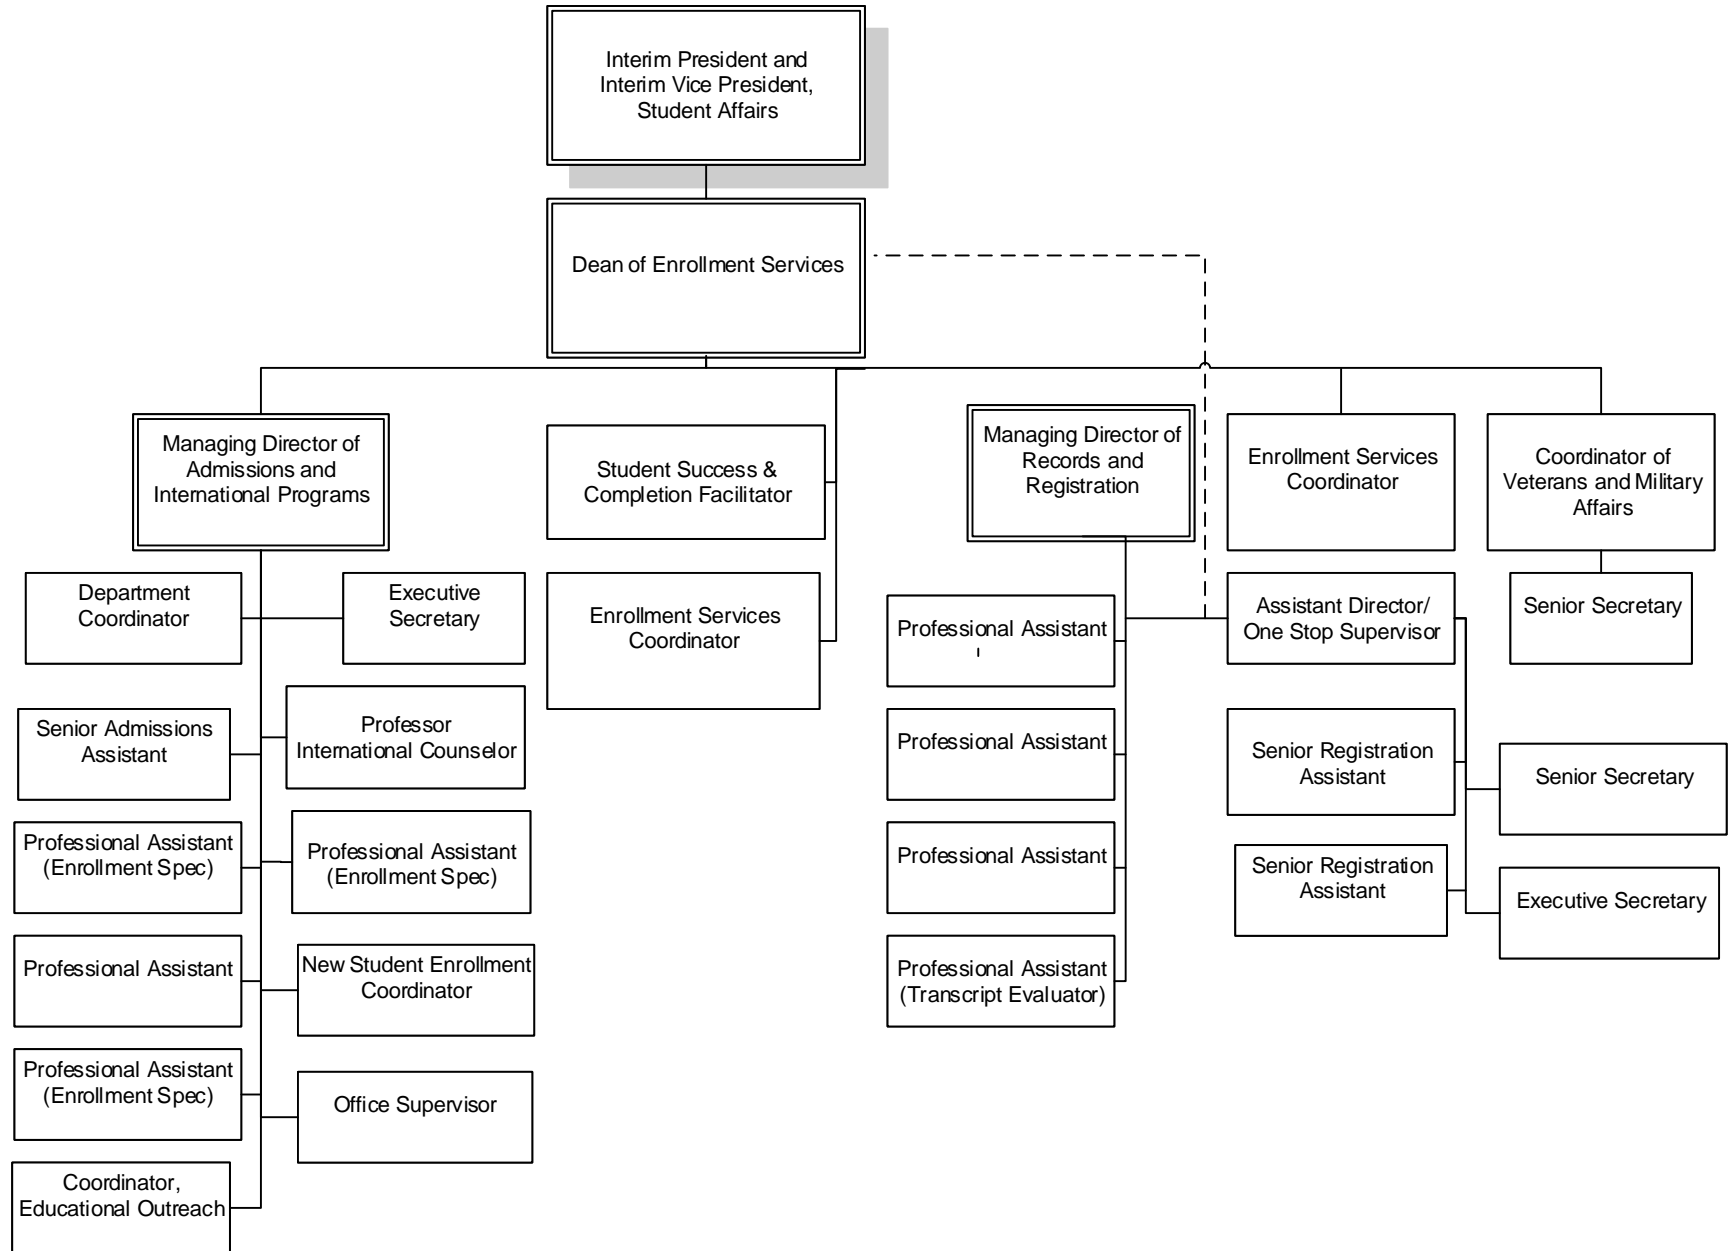 Interim President and
Interim Vice President,
Student Affairs
Dean of Enrollment Services
Managing Director of
Admissions and
International Programs
Student Success &
Completion Facilitator
Managing Director of
Records and
Registration
Enrollment Services
Coordinator
Coordinator of
Veterans and Military
Affairs
Department
Coordinator
Executive
Secretary
Enrollment Services
Coordinator
Professional Assistant
Assistant Director/
One Stop Supervisor
Senior Secretary
Senior Admissions
Assistant
Professor
International Counselor
Professional Assistant
Senior Registration
Assistant
Senior Secretary
Professional Assistant
(Enrollment Spec)
Professional Assistant
(Enrollment Spec)
Professional Assistant
Senior Registration
Assistant
Executive Secretary
Professional Assistant
New Student Enrollment
Coordinator
Professional Assistant
(Transcript Evaluator)
Professional Assistant
(Enrollment Spec)
Office Supervisor
Coordinator,
Educational Outreach